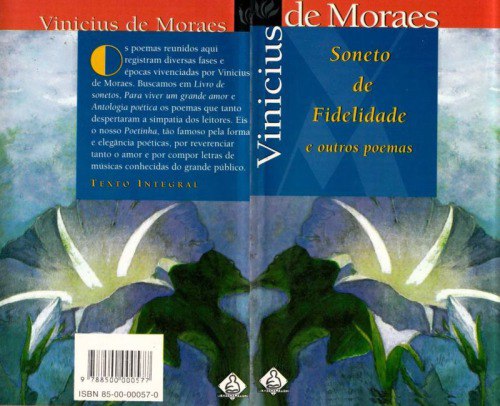 Vinicius de Moraes
Os poemas reunidos aqui
registram diversas fases e
épocas vivenciadas por Vinicius
de Moraes. Buscamos em Livro de
sonetos, Para viver um grande amor e
Antologia poética os poemas que tanto
despertaram a simpatia dos leitores. Eis
o nosso Poetinha, tão famoso pela forma
e elegância poéticas, por reverenciar
tanto o amor e por compor letras de
músicas conhecidas do grande público.
TEXTO INTEGRAL
9 788500 000577
ISBN 85-00-00057-0
Vinicius
de Moraes
Soneto
de
Fidelidade
e outros poemas